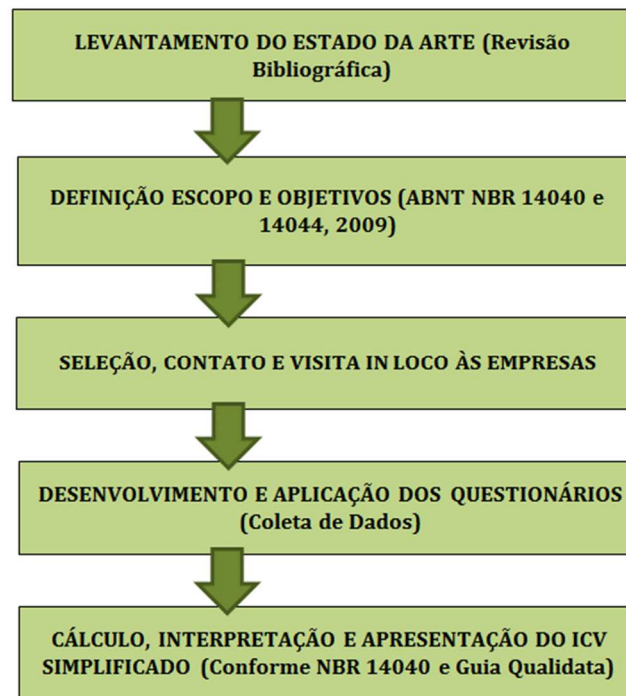 LEVANTAMENTO DO ESTADO DA ARTE (Revisão
Bibliográfica)
DEFINIÇÃO ESCOPO E OBJETIVOS (ABNT NBR 14040 e
14044, 2009)
SELEÇÃO, CONTATO E VISITA IN LOCO ÀS EMPRESAS
DESENVOLVIMENTO E APLICAÇÃO DOS QUESTIONÁRIOS
(Coleta de Dados)
CÁLCULO, INTERPRETAÇÃO E APRESENTAÇÃO DO ICV
SIMPLIFICADO (Conforme NBR 14040 e Guia Qualidata)